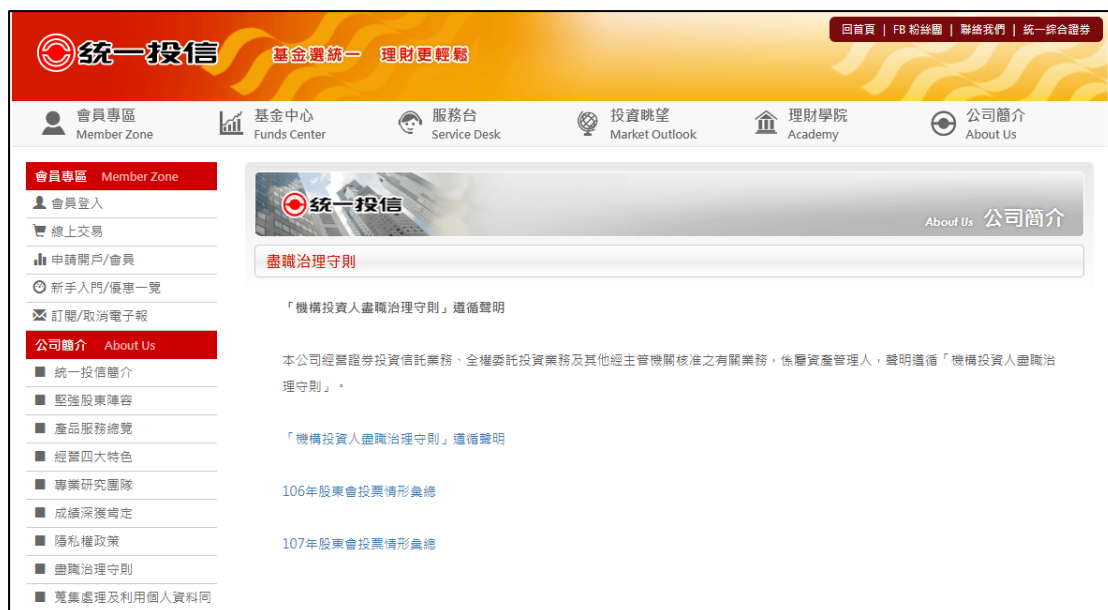 回首頁 | FB 粉絲團 | 聯絡我們 | 統一綜合證券
統一投信
基金選統一 理財更輕鬆
會員專區
Member Zone
基金中心
Funds Center
服務台
Service Desk
投資眺望
Market Outlook
理財學院
Academy
公司簡介
About Us
會員專區 Member Zone
會員登入
線上交易
申請開戶/會員
新手入門/優惠一覽
訂閱/取消電子報
公司簡介 About Us
統一投信簡介
堅強股東陣容
產品服務總覽
經營四大特色
專業研究團隊
成績深獲肯定
隱私權政策
盡職治理守則
蒐集處理及利用個人資料同
統一投信
About Us 公司簡介
盡職治理守則
「機構投資人盡職治理守則」遵循聲明
本公司經營證券投資信託業務、全權委託投資業務及其他經主管機關核准之有關業務,係屬資產管理人,聲明遵循「機構投資人盡職治
理守則」。
「機構投資人盡職治理守則」遵循聲明
106年股東會投票情形彙總
107年股東會投票情形彙總